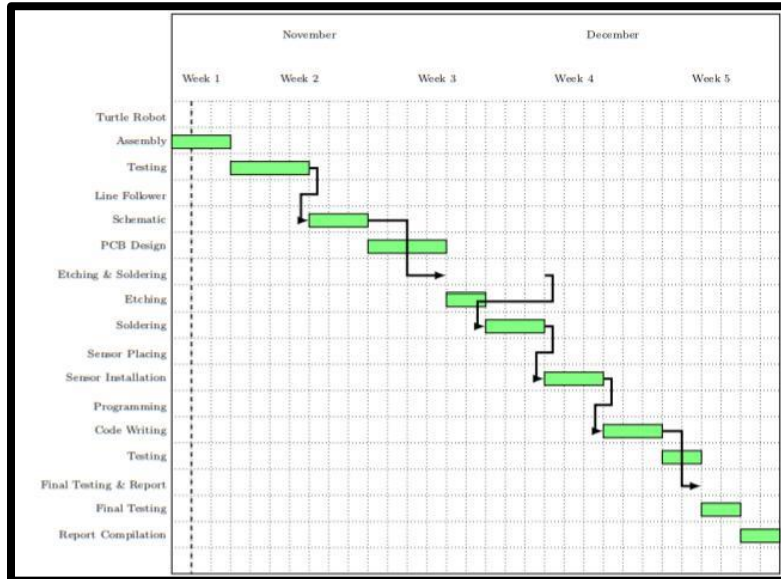 November December
Week 1 Week 2 Week 3 Week 4 Week 5
Turtle Robot
Assembly
Testing
Line Follower
Schematic
PCB Design
Etching & Soldering
Etching
Soldering
Sensor Placing
Sensor Installation
Programming
Code Writing
Testing
Final Testing & Report
Final Testing
Report Compilation